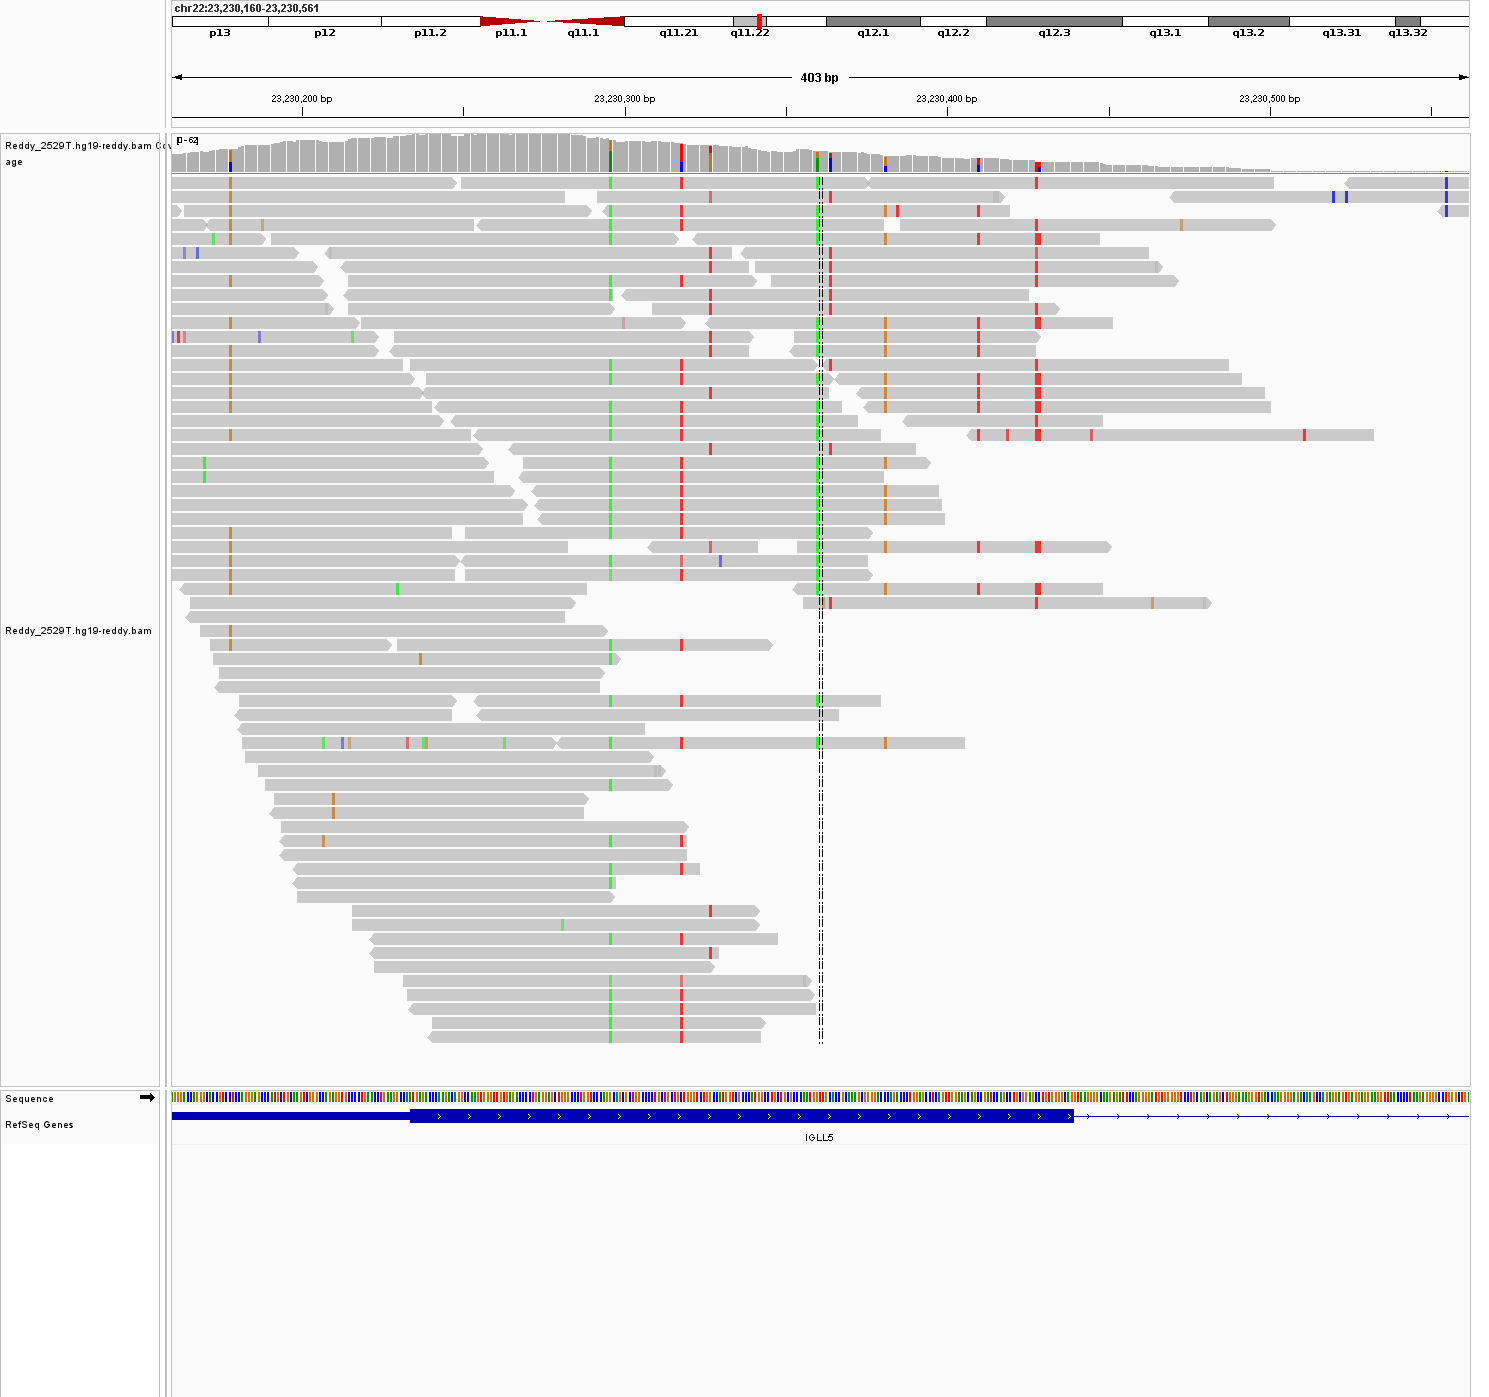 chr22:23,230,160-23,230,561
p13 p12 p11.2 p11.1 q11.1 q11.21 q11.22 q12.1 q12.2 q12.3 q13.1 q13.2 q13.31 q13.32
403 bp
23,230,200 bp 23,230,300 bp 23,230,400 bp 23,230,500 bp
[0-62]
Reddy_2529T.hg19-reddy.bam Cov
age
Reddy_2529T.hg19-reddy.bam
Sequence
RefSeq Genes
IGLL5